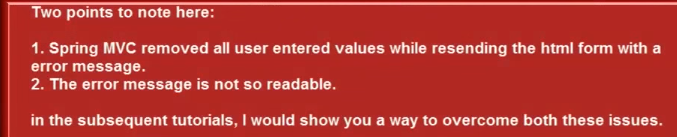 Two points to note here:
1. Spring MVC removed all user entered values while resending the html form with a
error message.
2. The error message is not so readable.
in the subsequent tutorials, I would show you a way to overcome both these issues.